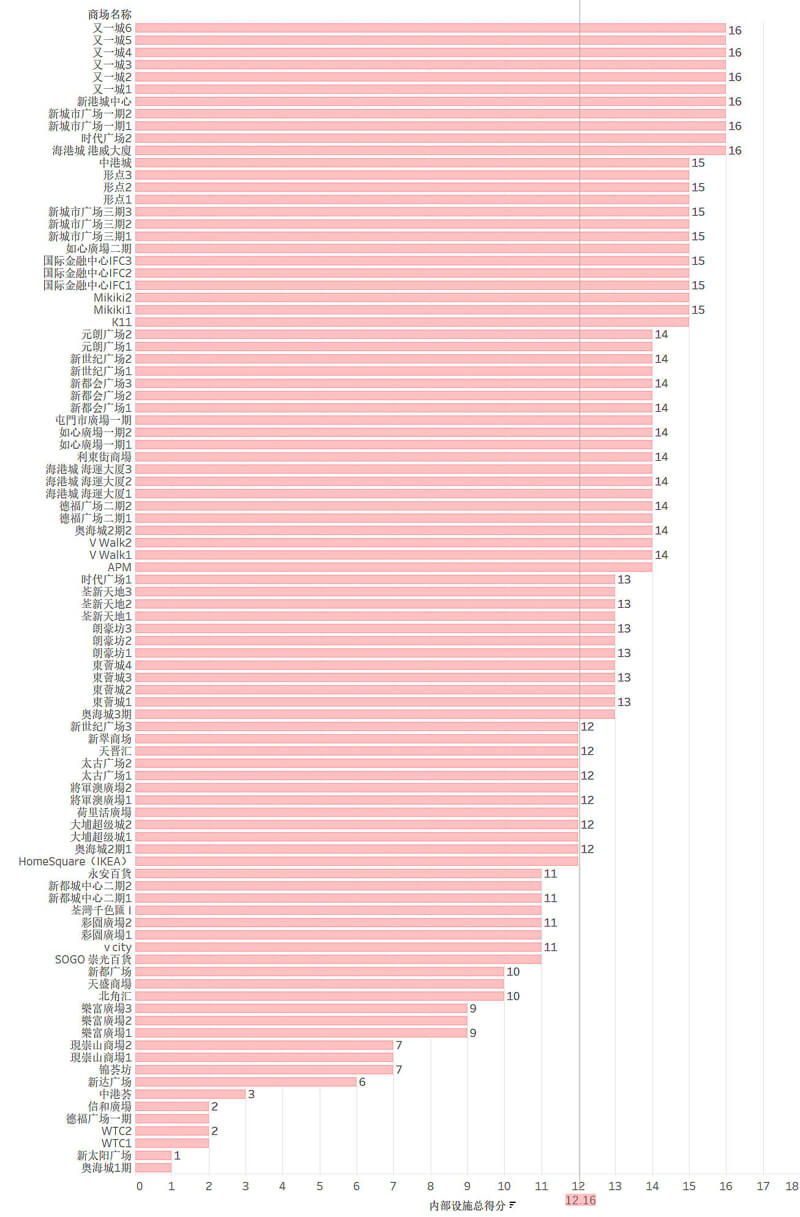 商场名称
又一城6 16
又一城5
又一城4 16
又一城3
又一城2 16
又一城1
新港城中心 16
新城市广场一期2
新城市广场一期1 16
时代广场2
海港城 港威大廈 16
中港城 15
形点3
形点2 15
形点1
新城市广场三期3 15
新城市广场三期2
新城市广场三期1 15
如心廣場二期
国际金融中心IFC3 15
国际金融中心IFC2
国际金融中心IFC1 15
Mikiki2
Mikiki1 15
K11
元朗广场2 14
元朗广场1
新世纪广场2 14
新世纪广场1
新都会广场3 14
新都会广场2
新都会广场1 14
屯門市廣場一期
如心廣場一期2 14
如心廣場一期1
利東街商場 14
海港城 海運大厦3
海港城 海運大厦2 14
海港城 海運大厦1
德福广场二期2 14
德福广场二期1
奥海城2期2 14
V Walk2
V Walk1 14
APM
时代广场1 13
荃新天地3
荃新天地2 13
荃新天地1
朗豪坊3 13
朗豪坊2
朗豪坊1 13
東薈城4
東薈城3 13
東薈城2
東薈城1 13
奥海城3期
新世纪广场3 12
新翠商场
天晋汇 12
太古广场2
太古广场1 12
將軍澳廣場2
將軍澳廣場1 12
荷里活廣場
大埔超级城2 12
大埔超级城1
奥海城2期1 12
HomeSquare（IKEA）
永安百貨 11
新都城中心二期2
新都城中心二期1 11
荃灣千色匯 I
彩園廣場2 11
彩園廣場1
v city 11
SOGO 崇光百貨
新都广场 10
天盛商場
北角汇 10
樂富廣場3 9
樂富廣場2
樂富廣場1 9
現崇山商場2 7
現崇山商場1
锦荟坊 7
新达广场 6
中港荟 3
信和廣場 2
德福广场一期
WTC2 2
WTC1
新太阳广场 1
奥海城1期
0 1 2 3 4 5 6 7 8 9 10 11 12 13 14 15 16 17 18
12.16
内部设施总得分